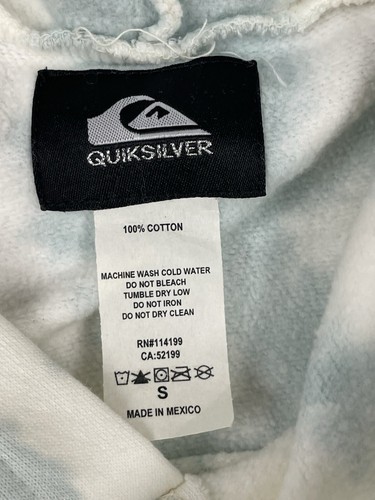 QUIKSILVER
100% COTTON
MACHINE WASH COLD WATER
DO NOT BLEACH
TUMBLE DRY LOW
DO NOT IRON
DO NOT DRY CLEAN
RN#114199
CA:52199
S
MADE IN MEXICO